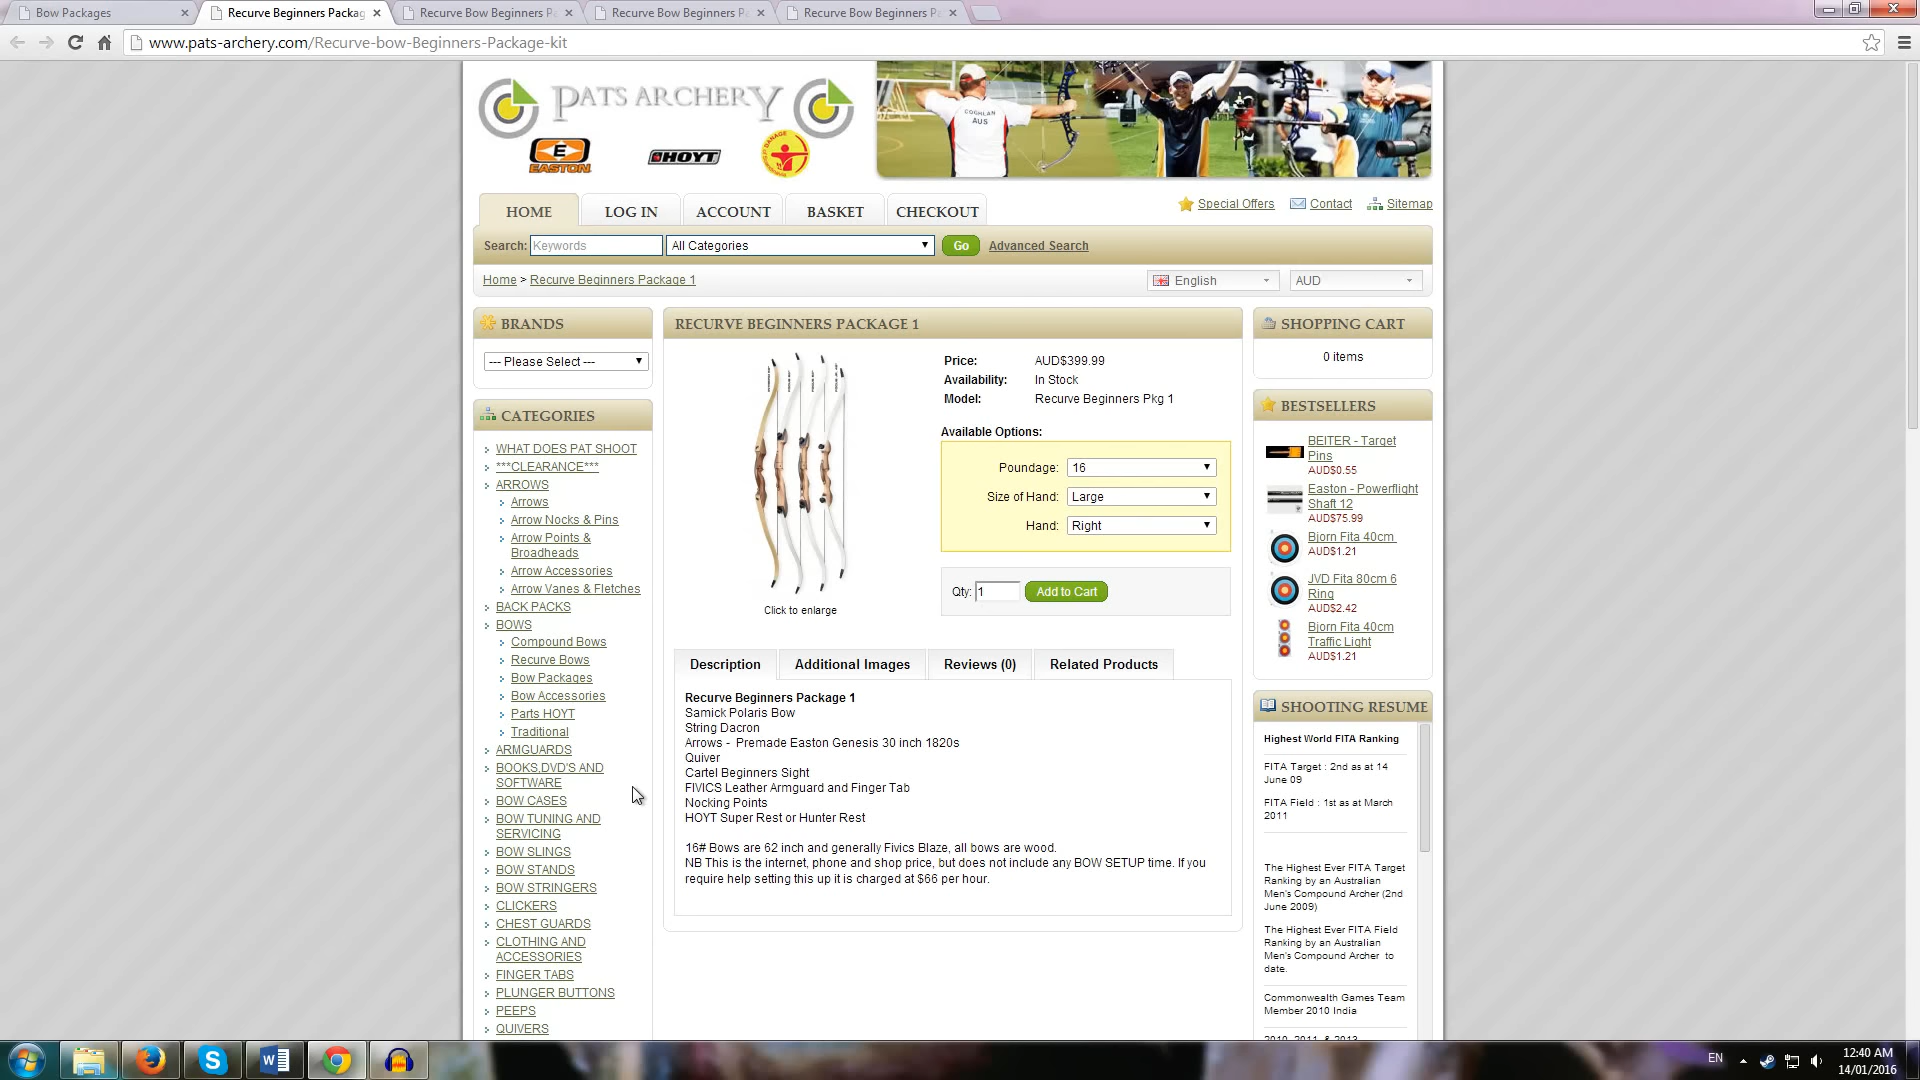 Bow Packages
Recurve Beginners Packag
Recurve Bow Beginners P
Recurve Bow Beginners P
Recurve Bow Beginners P
www.pats-archery.com/Recurve-bow-Beginners-Package-kit
PATS ARCHERY
E
EASTON
HOYT
DANAGE
COGHLAN
AUS
HOME
LOG IN
ACCOUNT
BASKET
CHECKOUT
Special Offers
Contact
Sitemap
Search: Keywords
All Categories
Go
Advanced Search
Home > Recurve Beginners Package 1
English
AUD
BRANDS
--- Please Select ---
CATEGORIES
WHAT DOES PAT SHOOT
***CLEARANCE***
ARROWS
Arrows
Arrow Nocks & Pins
Arrow Points &
Broadheads
Arrow Accessories
Arrow Vanes & Fletches
BACK PACKS
BOWS
Compound Bows
Recurve Bows
Bow Packages
Bow Accessories
Parts HOYT
Traditional
ARMGUARDS
BOOKS,DVD'S AND
SOFTWARE
BOW CASES
BOW TUNING AND
SERVICING
BOW SLINGS
BOW STANDS
BOW STRINGERS
CLICKERS
CHEST GUARDS
CLOTHING AND
ACCESSORIES
FINGER TABS
PLUNGER BUTTONS
PEEPS
QUIVERS
RECURVE BEGINNERS PACKAGE 1
Click to enlarge
Price: AUD$399.99
Availability: In Stock
Model: Recurve Beginners Pkg 1
Available Options:
Poundage: 16
Size of Hand: Large
Hand: Right
Qty: 1 Add to Cart
Description
Additional Images
Reviews (0)
Related Products
Recurve Beginners Package 1
Samick Polaris Bow
String Dacron
Arrows - Premade Easton Genesis 30 inch 1820s
Quiver
Cartel Beginners Sight
FIVICS Leather Armguard and Finger Tab
Nocking Points
HOYT Super Rest or Hunter Rest
16# Bows are 62 inch and generally Fivics Blaze, all bows are wood.
NB This is the internet, phone and shop price, but does not include any BOW SETUP time. If you
require help setting this up it is charged at $66 per hour.
SHOPPING CART
0 items
BESTSELLERS
BEITER - Target
Pins
AUD$0.55
Easton - Powerflight
Shaft 12
AUD$75.99
Bjorn Fita 40cm
AUD$1.21
JVD Fita 80cm 6
Ring
AUD$2.42
Bjorn Fita 40cm
Traffic Light
AUD$1.21
SHOOTING RESUME
Highest World FITA Ranking
FITA Target : 2nd as at 14
June 09
FITA Field : 1st as at March
2011
The Highest Ever FITA Target
Ranking by an Australian
Men's Compound Archer (2nd
June 2009)
The Highest Ever FITA Field
Ranking by an Australian
Men's Compound Archer to
date.
Commonwealth Games Team
Member 2010 India
2010, 2011, & 2013
EN
12:40 AM
14/01/2016